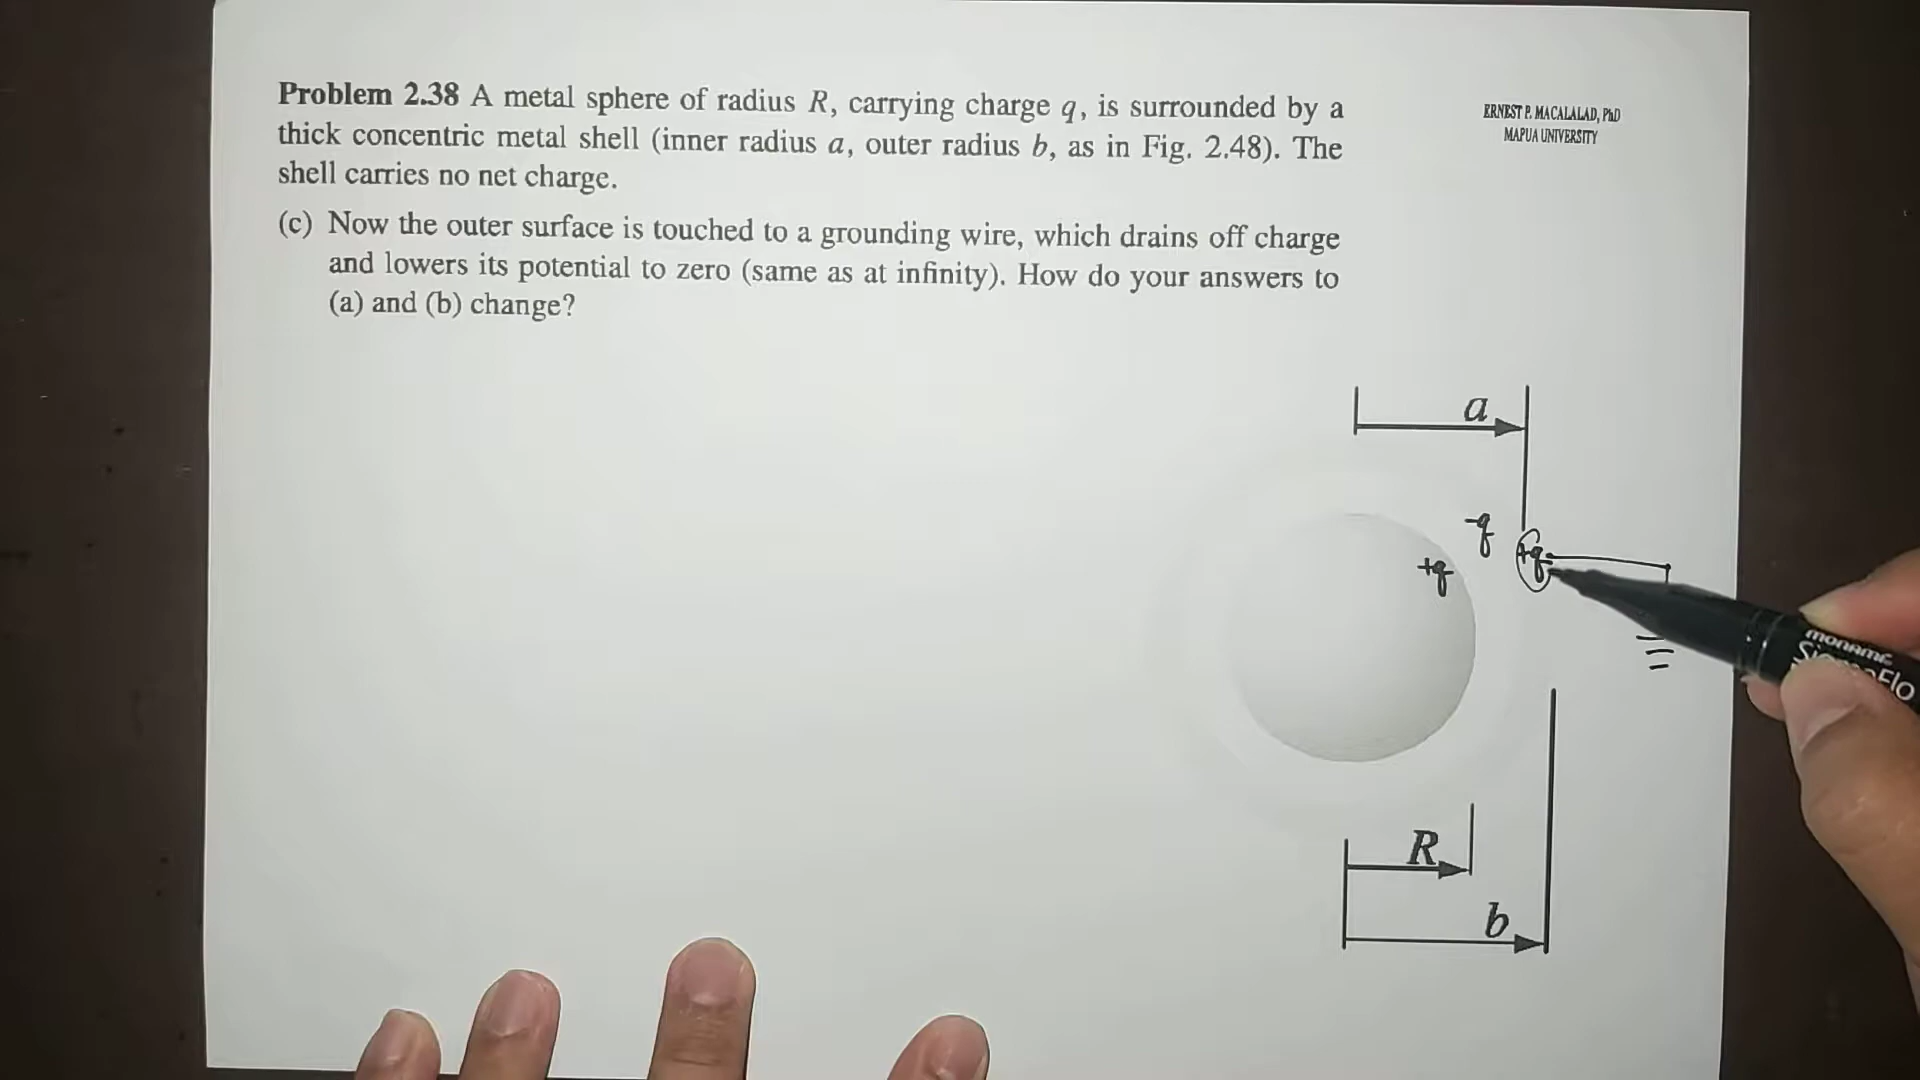 Problem 2.38 A metal sphere of radius R, carrying charge q, is surrounded by a
thick concentric metal shell (inner radius a, outer radius b, as in Fig. 2.48). The
shell carries no net charge.
(c) Now the outer surface is touched to a grounding wire, which drains off charge
and lowers its potential to zero (same as at infinity). How do your answers to
(a) and (b) change?
ERNEST P. MACALALAD, PhD
MAPUA UNIVERSITY
a
-q
+q
+q
R
b
monami